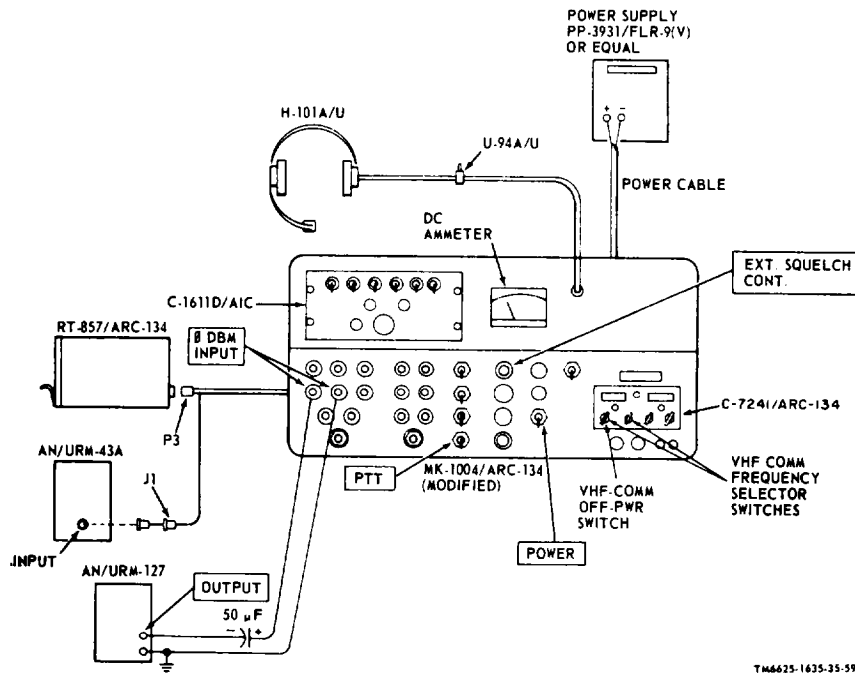 POWER SUPPLY
PP-3931/FLR-9(V)
OR EQUAL
+ −
H-101A/U
U-94A/U
POWER CABLE
DC
AMMETER
EXT. SQUELCH
CONT.
C-1611D/AIC
RT-857/ARC-134
0 DBM
INPUT
P3
C-7241/ARC-134
AN/URM-43A
J1
PTT
MK-1004/ARC-134
(MODIFIED)
VHF-COMM
OFF-PWR
SWITCH
VHF COMM
FREQUENCY
SELECTOR
SWITCHES
POWER
INPUT
AN/URM-127
OUTPUT
50 µF
− +
TM6625-1635-35-59